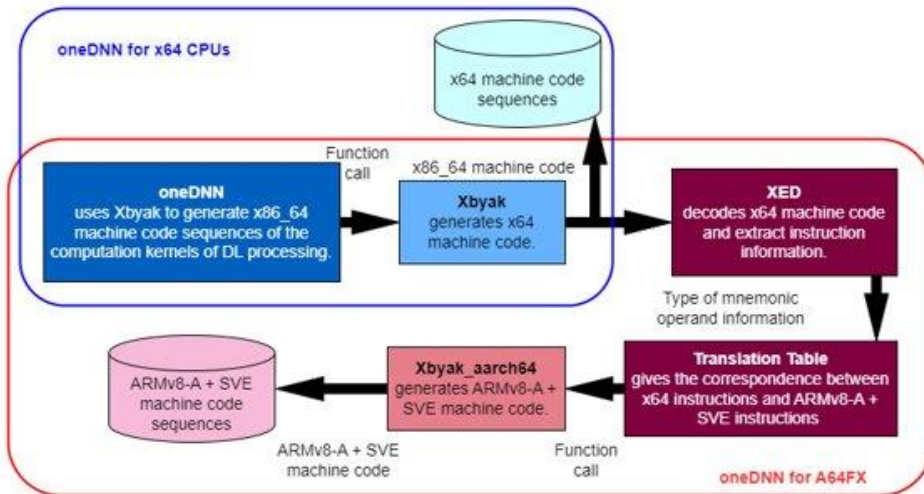 oneDNN for x64 CPUs
x64 machine code
sequences
Function
call
x86_64 machine code
oneDNN
uses Xbyak to generate x86_64
machine code sequences of the
computation kernels of DL processing.
Xbyak
generates x64
machine code.
XED
decodes x64 machine code
and extract instruction
information.
Type of mnemonic
operand information
Translation Table
gives the correspondence between
x64 instructions and ARMv8-A +
SVE instructions
Xbyak_aarch64
generates ARMv8-A +
SVE machine code.
ARMv8-A + SVE
machine code
sequences
ARMv8-A + SVE
machine code
Function
call
oneDNN for A64FX